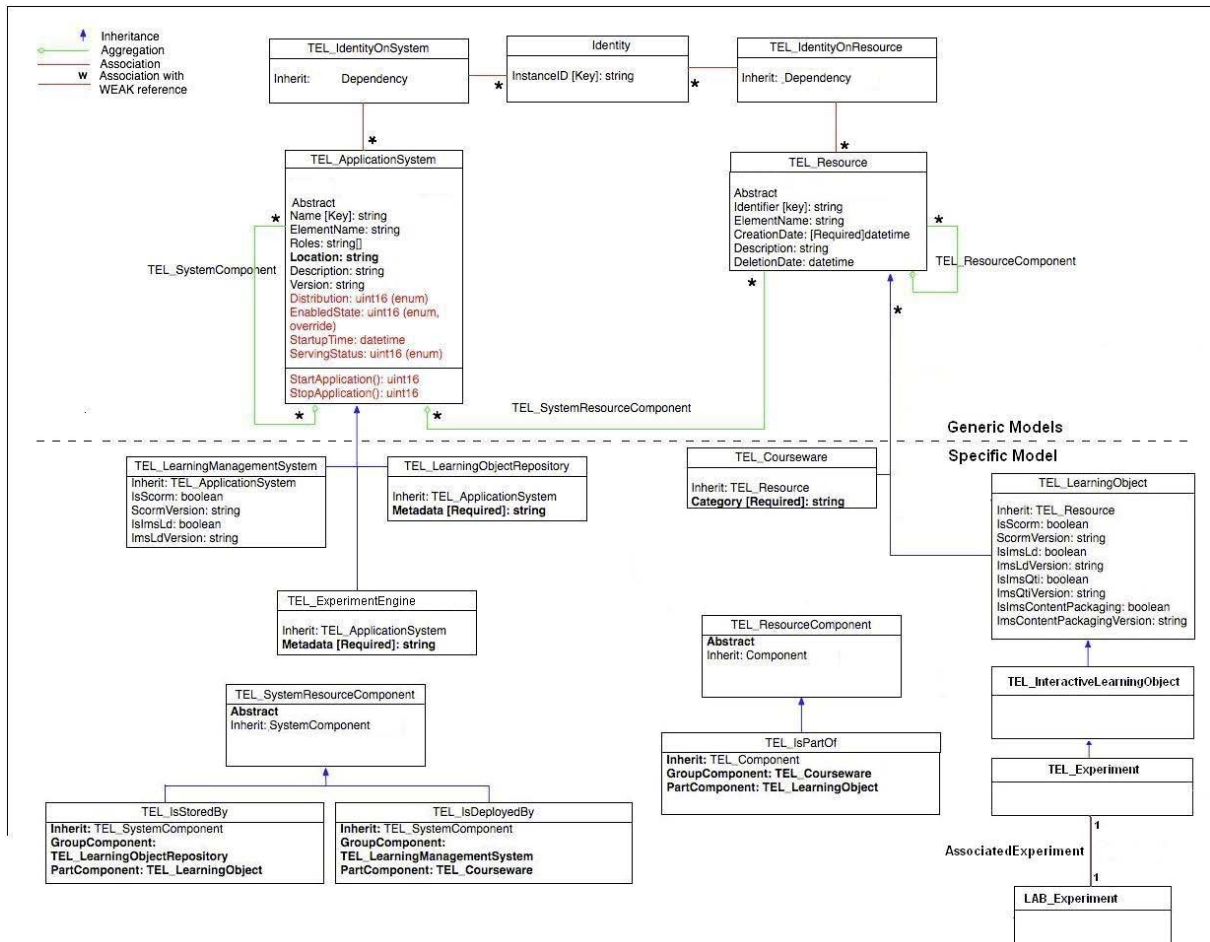 Inheritance
Aggregation
Association
w Association with
WEAK reference
TEL_IdentityOnSystem
Inherit: Dependency
Identity
InstanceID [Key]: string
TEL_IdentityOnResource
Inherit: _Dependency
*
*
*
*
TEL_ApplicationSystem
Abstract
Name [Key]: string
ElementName: string
Roles: string[]
Location: string
Description: string
Version: string
Distribution: uint16 (enum)
EnabledState: uint16 (enum,
override)
StartupTime: datetime
ServingStatus: uint16 (enum)
StartApplication(): uint16
StopApplication(): uint16
*
TEL_SystemComponent
*
TEL_Resource
Abstract
Identifier [key]: string
ElementName: string
CreationDate: [Required]datetime
Description: string
DeletionDate: datetime
*
TEL_ResourceComponent
*
*
TEL_SystemResourceComponent
*
Generic Models
Specific Model
TEL_LearningManagementSystem
Inherit: TEL_ApplicationSystem
IsScorm: boolean
ScormVersion: string
IsImsLd: boolean
ImsLdVersion: string
TEL_LearningObjectRepository
Inherit: TEL_ApplicationSystem
Metadata [Required]: string
TEL_Courseware
Inherit: TEL_Resource
Category [Required]: string
TEL_LearningObject
Inherit: TEL_Resource
IsScorm: boolean
ScormVersion: string
IsImsLd: boolean
ImsLdVersion: string
IsImsQti: boolean
ImsQtiVersion: string
IsImsContentPackaging: boolean
ImsContentPackagingVersion: string
TEL_ExperimentEngine
Inherit: TEL_ApplicationSystem
Metadata [Required]: string
TEL_ResourceComponent
Abstract
Inherit: Component
TEL_InteractiveLearningObject
TEL_SystemResourceComponent
Abstract
Inherit: SystemComponent
TEL_IsPartOf
Inherit: TEL_Component
GroupComponent: TEL_Courseware
PartComponent: TEL_LearningObject
TEL_Experiment
TEL_IsStoredBy
Inherit: TEL_SystemComponent
GroupComponent:
TEL_LearningObjectRepository
PartComponent: TEL_LearningObject
TEL_IsDeployedBy
Inherit: TEL_SystemComponent
GroupComponent:
TEL_LearningManagementSystem
PartComponent: TEL_Courseware
1
AssociatedExperiment
1
LAB_Experiment